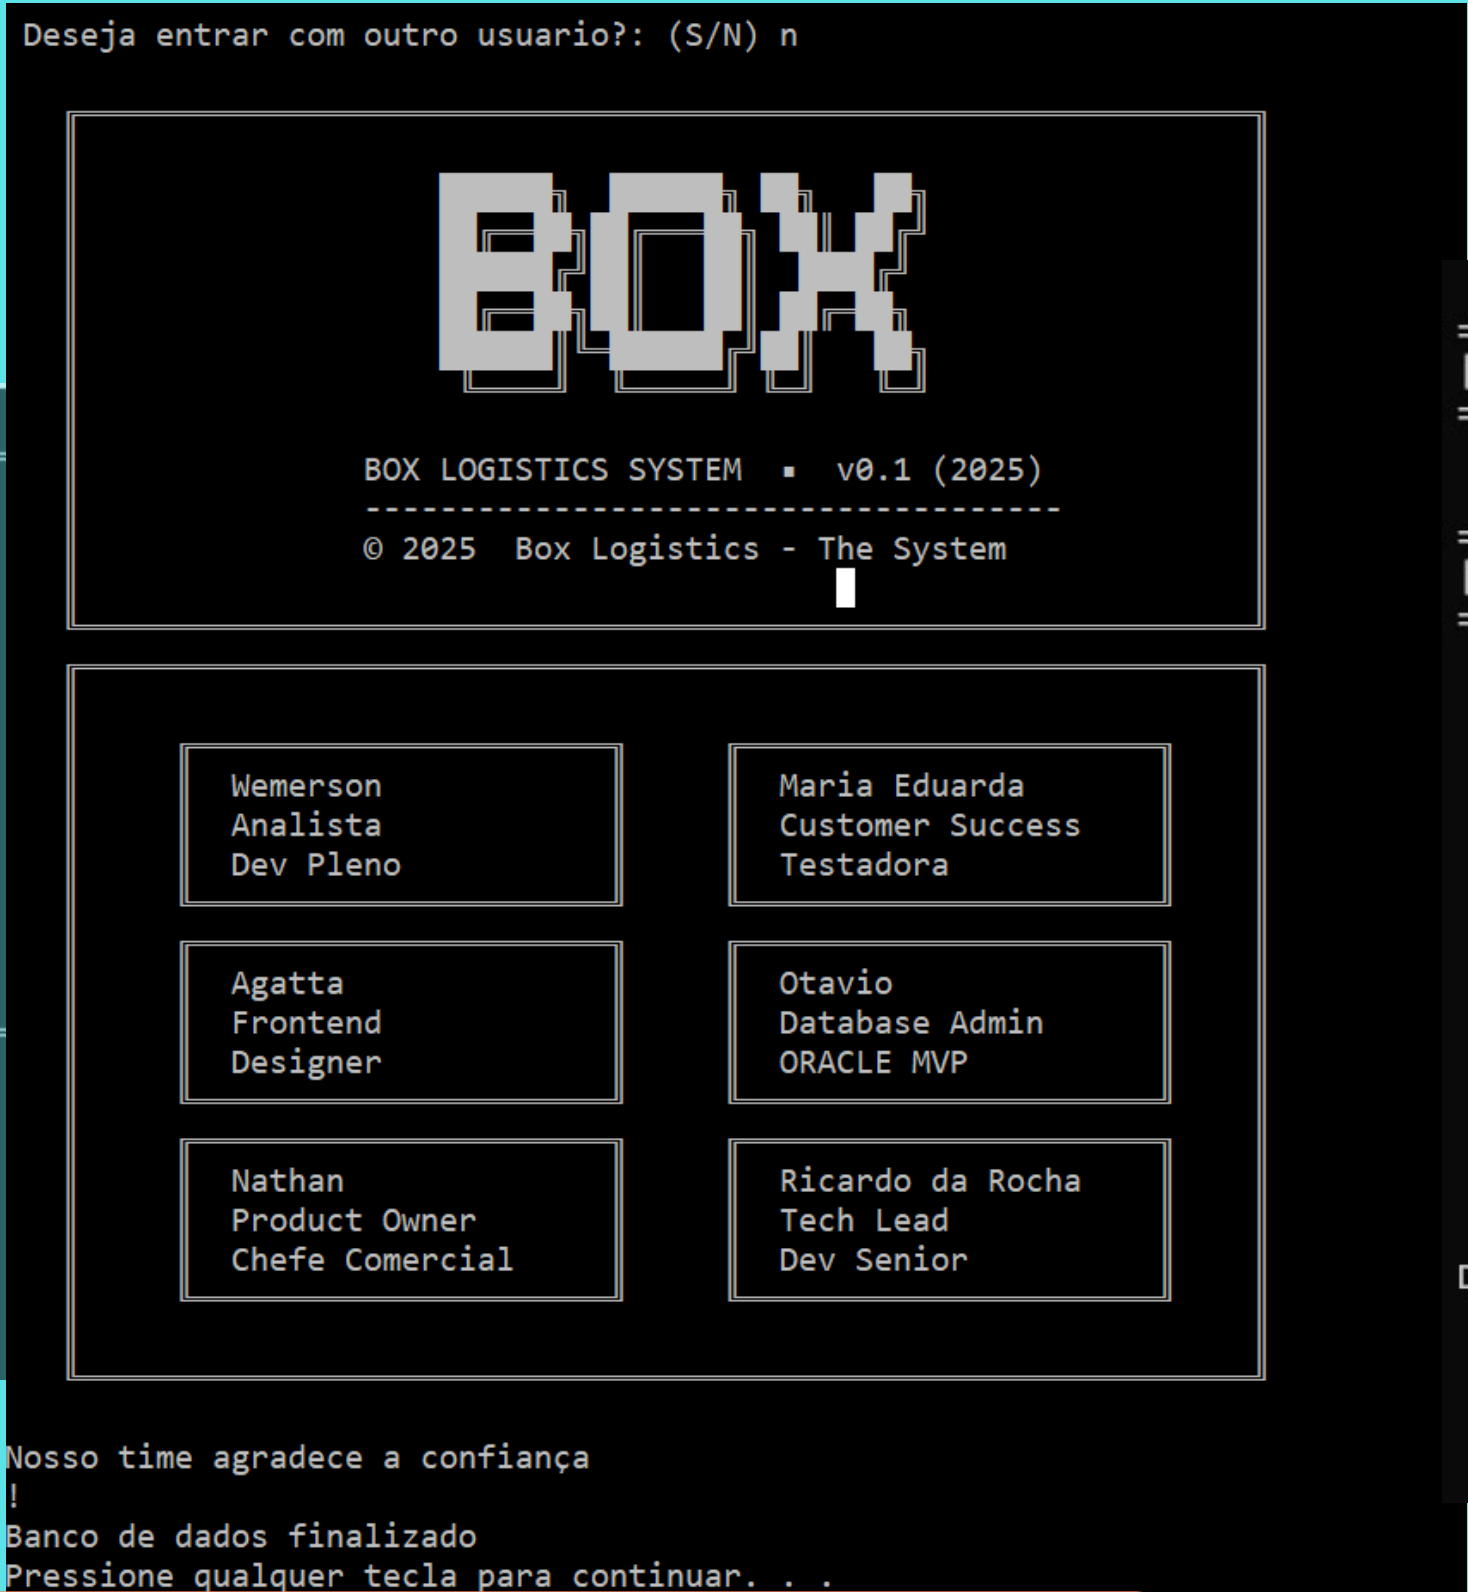 Deseja entrar com outro usuario?: (S/N) n
BOX
BOX LOGISTICS SYSTEM ▪ v0.1 (2025)
-------------------------------------
© 2025 Box Logistics - The System
Wemerson
Analista
Dev Pleno
Maria Eduarda
Customer Success
Testadora
Agatta
Frontend
Designer
Otavio
Database Admin
ORACLE MVP
Nathan
Product Owner
Chefe Comercial
Ricardo da Rocha
Tech Lead
Dev Senior
Nosso time agradece a confiança
!
Banco de dados finalizado
Pressione qualquer tecla para continuar. . .